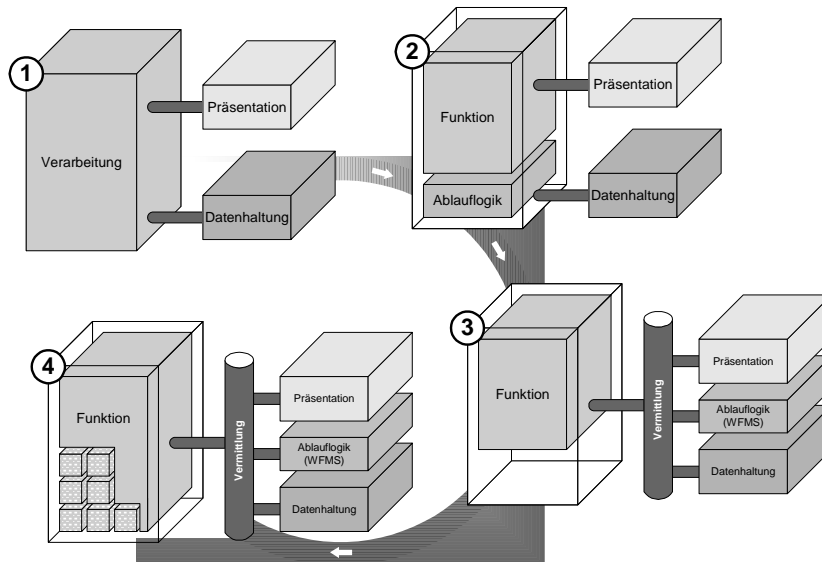 1
Präsentation
Verarbeitung
Datenhaltung
2
Präsentation
Funktion
Ablauflogik
Datenhaltung
3
Präsentation
Funktion
Vermittlung
Ablauflogik
(WFMS)
Datenhaltung
4
Präsentation
Funktion
Vermittlung
Ablauflogik
(WFMS)
Datenhaltung